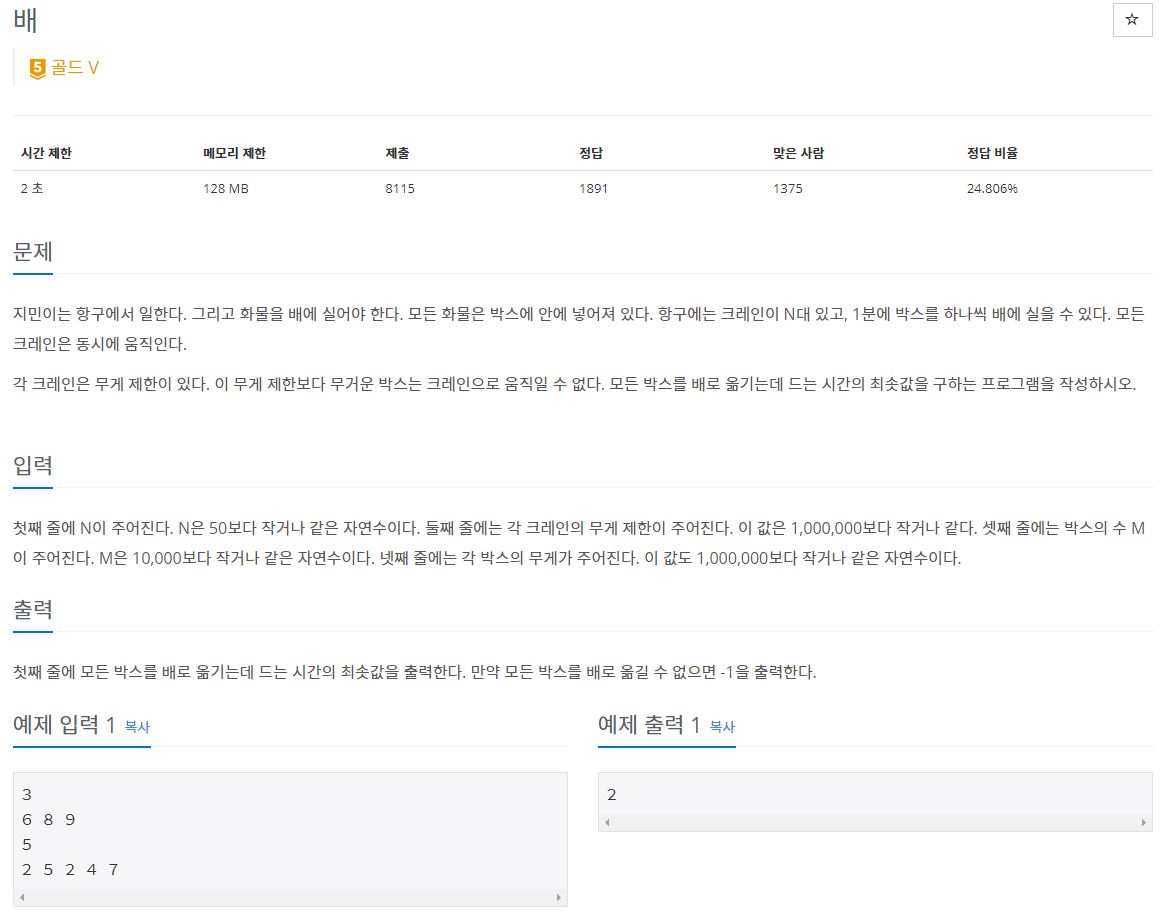 배
☆
5 골드 V
시간 제한 메모리 제한 제출 정답 맞은 사람 정답 비율
2 초 128 MB 8115 1891 1375 24.806%
문제
지민이는 항구에서 일한다. 그리고 화물을 배에 실어야 한다. 모든 화물은 박스에 안에 넣어져 있다. 항구에는 크레인이 N대 있고, 1분에 박스를 하나씩 배에 실을 수 있다. 모든
크레인은 동시에 움직인다.
각 크레인은 무게 제한이 있다. 이 무게 제한보다 무거운 박스는 크레인으로 움직일 수 없다. 모든 박스를 배로 옮기는데 드는 시간의 최솟값을 구하는 프로그램을 작성하시오.
입력
첫째 줄에 N이 주어진다. N은 50보다 작거나 같은 자연수이다. 둘째 줄에는 각 크레인의 무게 제한이 주어진다. 이 값은 1,000,000보다 작거나 같다. 셋째 줄에는 박스의 수 M
이 주어진다. M은 10,000보다 작거나 같은 자연수이다. 넷째 줄에는 각 박스의 무게가 주어진다. 이 값도 1,000,000보다 작거나 같은 자연수이다.
출력
첫째 줄에 모든 박스를 배로 옮기는데 드는 시간의 최솟값을 출력한다. 만약 모든 박스를 배로 옮길 수 없으면 -1을 출력한다.
예제 입력 1 복사
3
6 8 9
5
2 5 2 4 7
예제 출력 1 복사
2